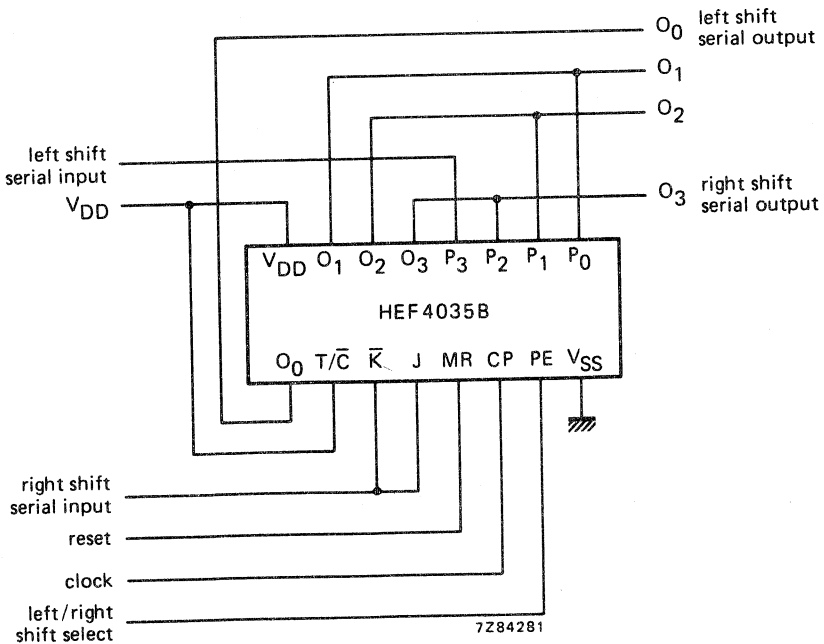 O0 left shift
serial output
O1
O2
left shift
serial input
VDD
O3 right shift
serial output
VDD O1 O2 O3 P3 P2 P1 P0
HEF4035B
O0 T/C̅ K̅ J MR CP PE VSS
right shift
serial input
reset
clock
left/right
shift select
7Z84281